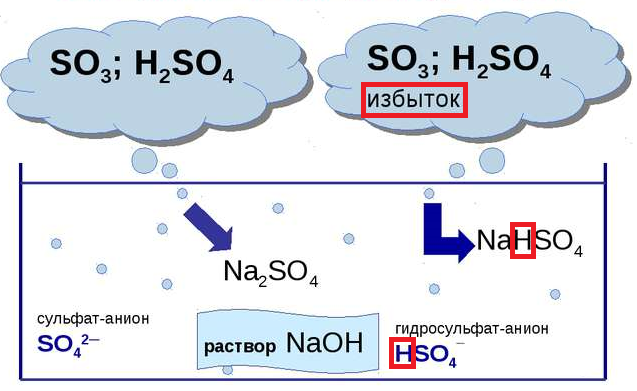 SO₃; H₂SO₄
SO₃; H₂SO₄
избыток
Na₂SO₄
NaHSO₄
сульфат-анион
SO₄²⁻
раствор NaOH
гидросульфат-анион
HSO₄⁻